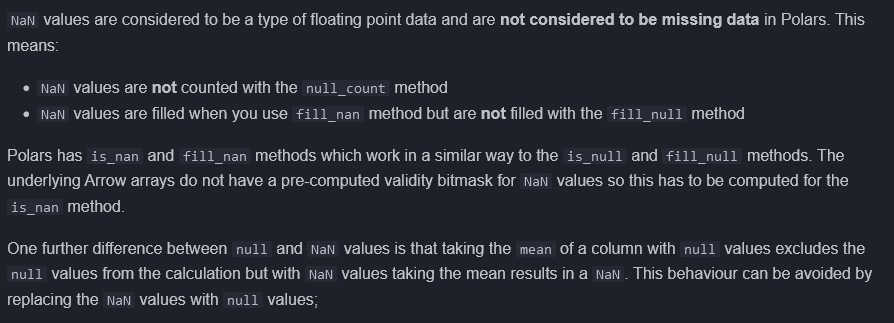 NaN values are considered to be a type of floating point data and are not considered to be missing data in Polars. This
means:
• NaN values are not counted with the null_count method
• NaN values are filled when you use fill_nan method but are not filled with the fill_null method
Polars has is_nan and fill_nan methods which work in a similar way to the is_null and fill_null methods. The
underlying Arrow arrays do not have a pre-computed validity bitmask for NaN values so this has to be computed for the
is_nan method.
One further difference between null and NaN values is that taking the mean of a column with null values excludes the
null values from the calculation but with NaN values taking the mean results in a NaN. This behaviour can be avoided by
replacing the NaN values with null values;